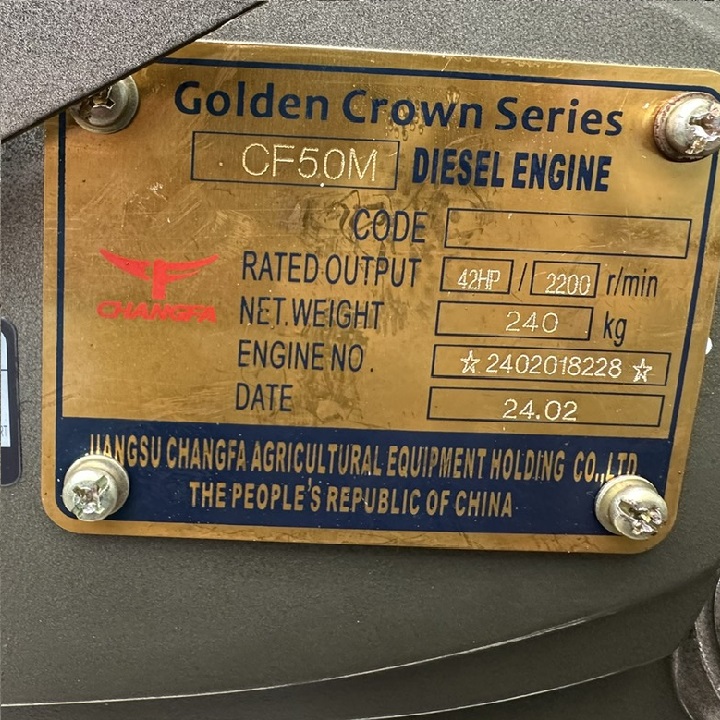 Golden Crown Series
CF50M DIESEL ENGINE
CODE
RATED OUTPUT 42HP / 2200 r/min
CHANGFA
NET.WEIGHT 240 kg
ENGINE NO. ☆2402018228☆
DATE 24.02
JIANGSU CHANGFA AGRICULTURAL EQUIPMENT HOLDING CO.,LTD
THE PEOPLE'S REPUBLIC OF CHINA